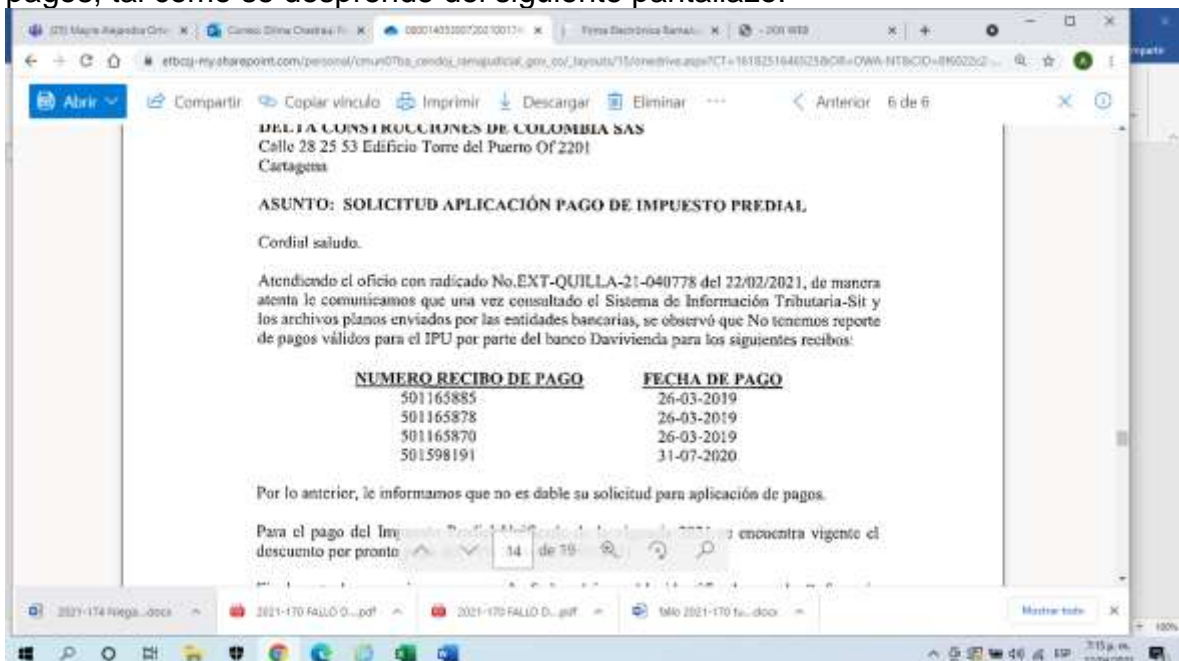 pagos, tal como se desprende del siguiente pantallazo:
Abrir
Compartir
Copiar vínculo
Imprimir
Descargar
Eliminar
Anterior
6 de 6
DELTA CONSTRUCCIONES DE COLOMBIA SAS
Calle 28 25 53 Edificio Torre del Puerto Of 2201
Cartagena
ASUNTO: SOLICITUD APLICACIÓN PAGO DE IMPUESTO PREDIAL
Cordial saludo.
Atendiendo el oficio con radicado No.EXT-QUILLA-21-040778 del 22/02/2021, de manera
atenta le comunicamos que una vez consultado el Sistema de Información Tributaria-Sit y
los archivos planos enviados por las entidades bancarias, se observó que No tenemos reporte
de pagos válidos para el IPU por parte del banco Davivienda para los siguientes recibos:
NUMERO RECIBO DE PAGO FECHA DE PAGO
501165885 26-03-2019
501165878 26-03-2019
501165870 26-03-2019
501598191 31-07-2020
Por lo anterior, le informamos que no es dable su solicitud para aplicación de pagos.
Para el pago del encuentra vigente el
descuento por pronto
14 de 19
2021-170 FALLO O...pdf
2021-170 FALLO D...pdf
fallo 2021-170 tu...docx
Mostrar todo
100%
ESP
7:15 p. m.